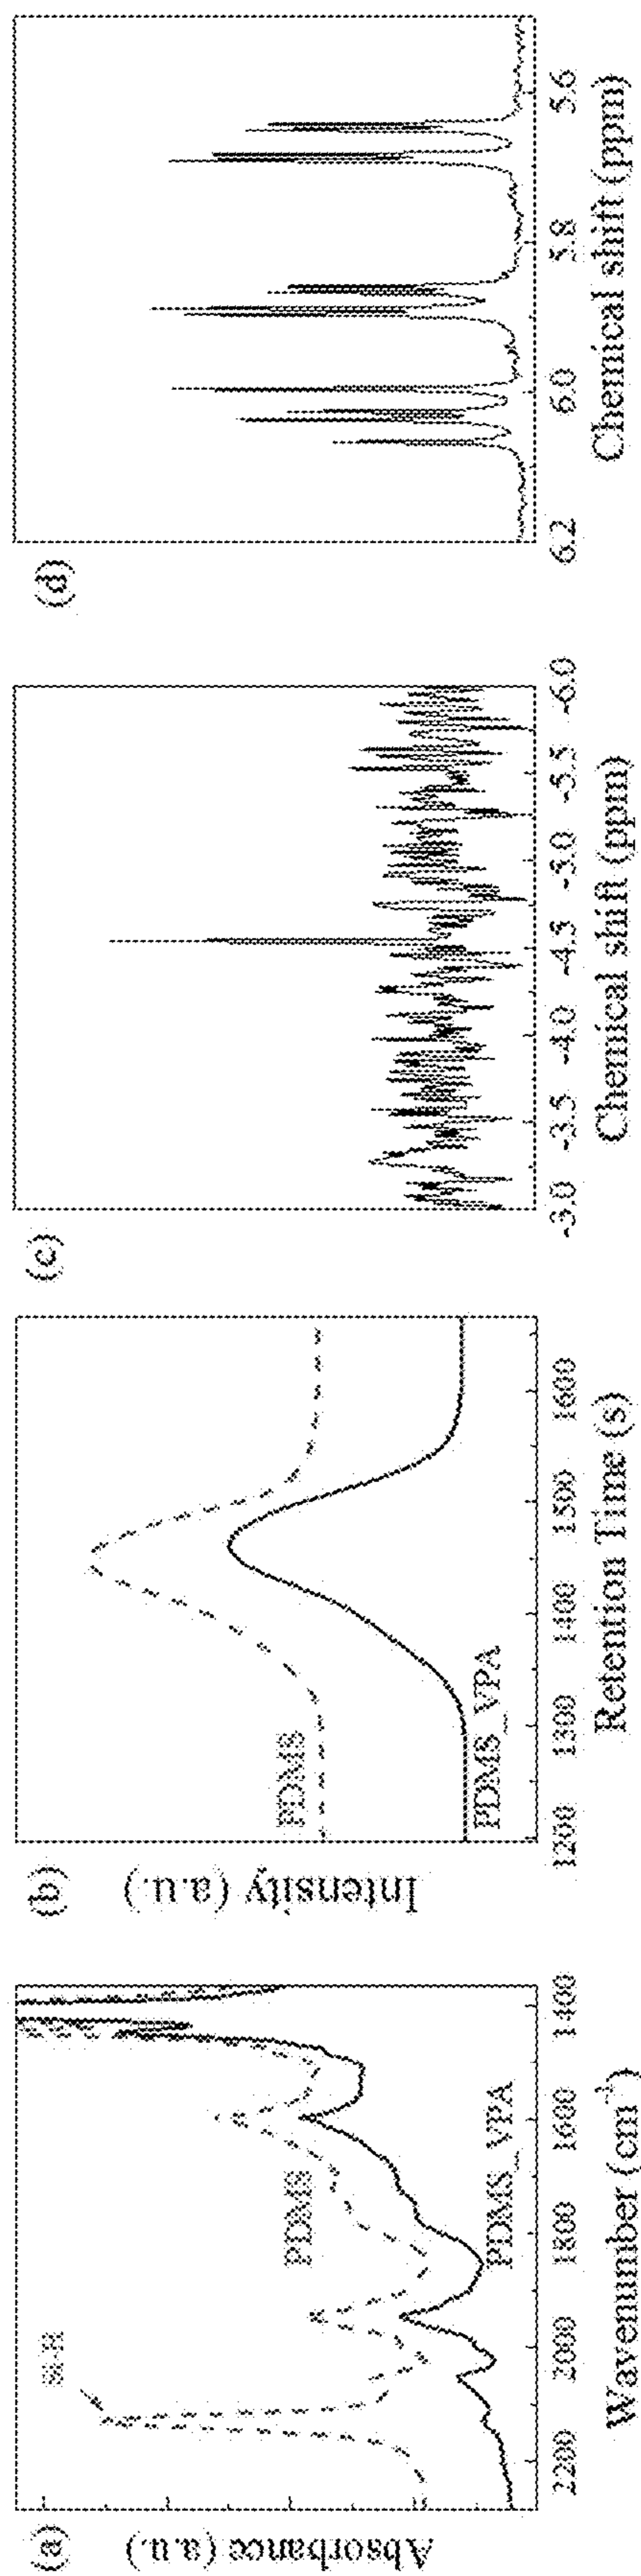 (a)
Absorbance (a.u.)
Si-H
PDMS
PDMS_VPA
2200 2000 1800 1600 1400
Wavenumber (cm⁻¹)
(b)
Intensity (a.u.)
PDMS
PDMS_VPA
1200 1300 1400 1500 1600
Retention Time (s)
(c)
-3.0 -3.5 -4.0 -4.5 -5.0 -5.5 -6.0
Chemical shift (ppm)
(d)
6.2 6.0 5.8 5.6
Chemical shift (ppm)